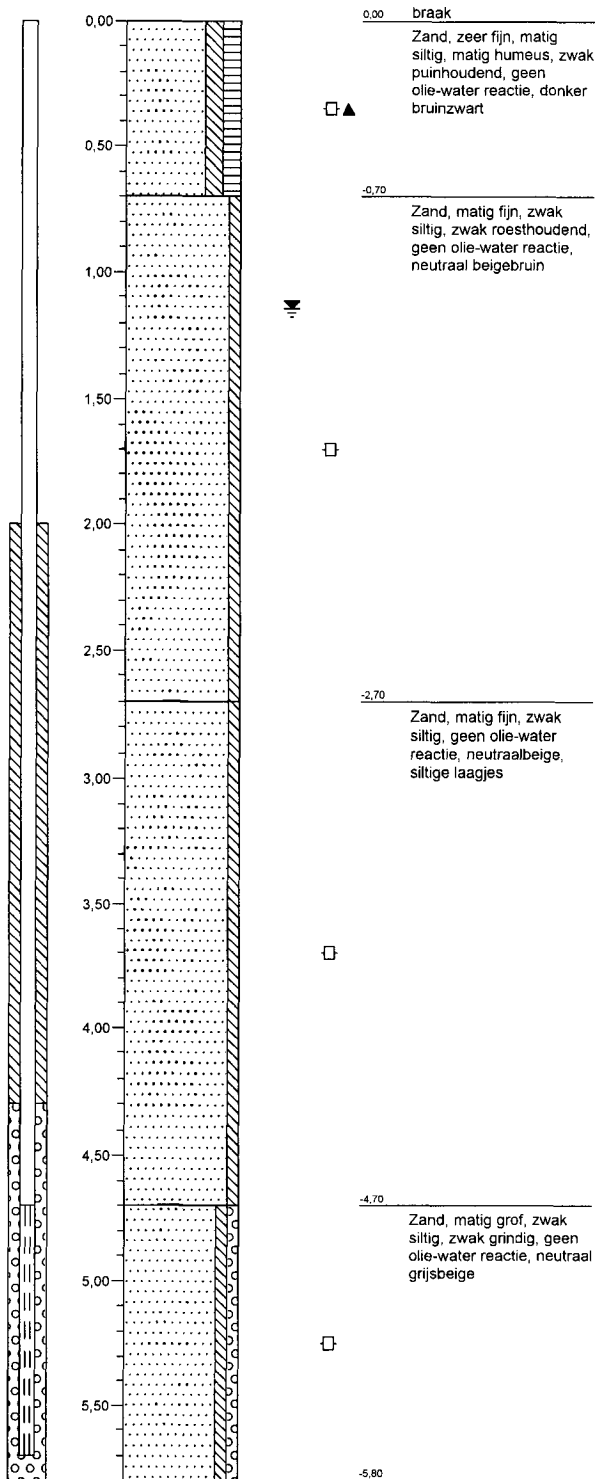 0,00
0,50
1,00
1,50
2,00
2,50
3,00
3,50
4,00
4,50
5,00
5,50
0,00 braak
Zand, zeer fijn, matig
siltig, matig humeus, zwak
puinhoudend, geen
olie-water reactie, donker
bruinzwart
-0,70
Zand, matig fijn, zwak
siltig, zwak roesthoudend,
geen olie-water reactie,
neutraal beigebruin
-2,70
Zand, matig fijn, zwak
siltig, geen olie-water
reactie, neutraalbeige,
siltige laagjes
-4,70
Zand, matig grof, zwak
siltig, zwak grindig, geen
olie-water reactie, neutraal
grijsbeige
-5,80